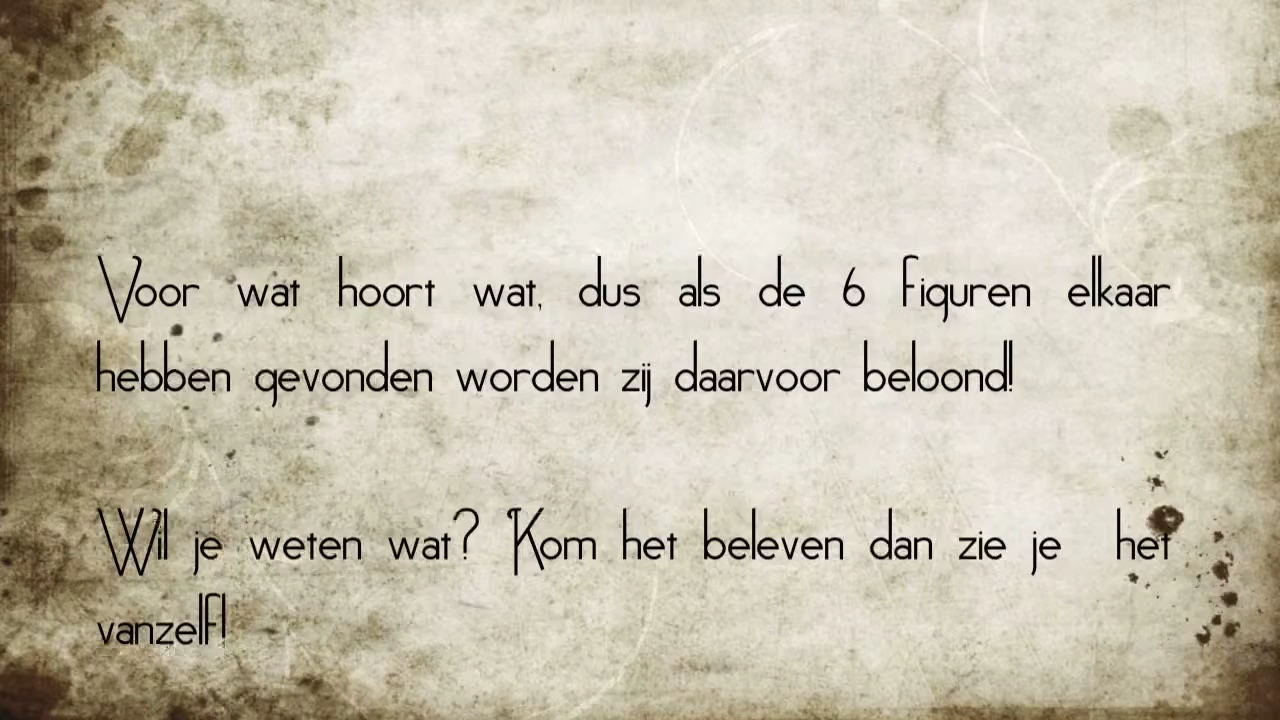 Voor wat hoort wat, dus als de 6 figuren elkaar
hebben gevonden worden zij daarvoor beloond!
Wil je weten wat? Kom het beleven dan zie je het
vanzelf!